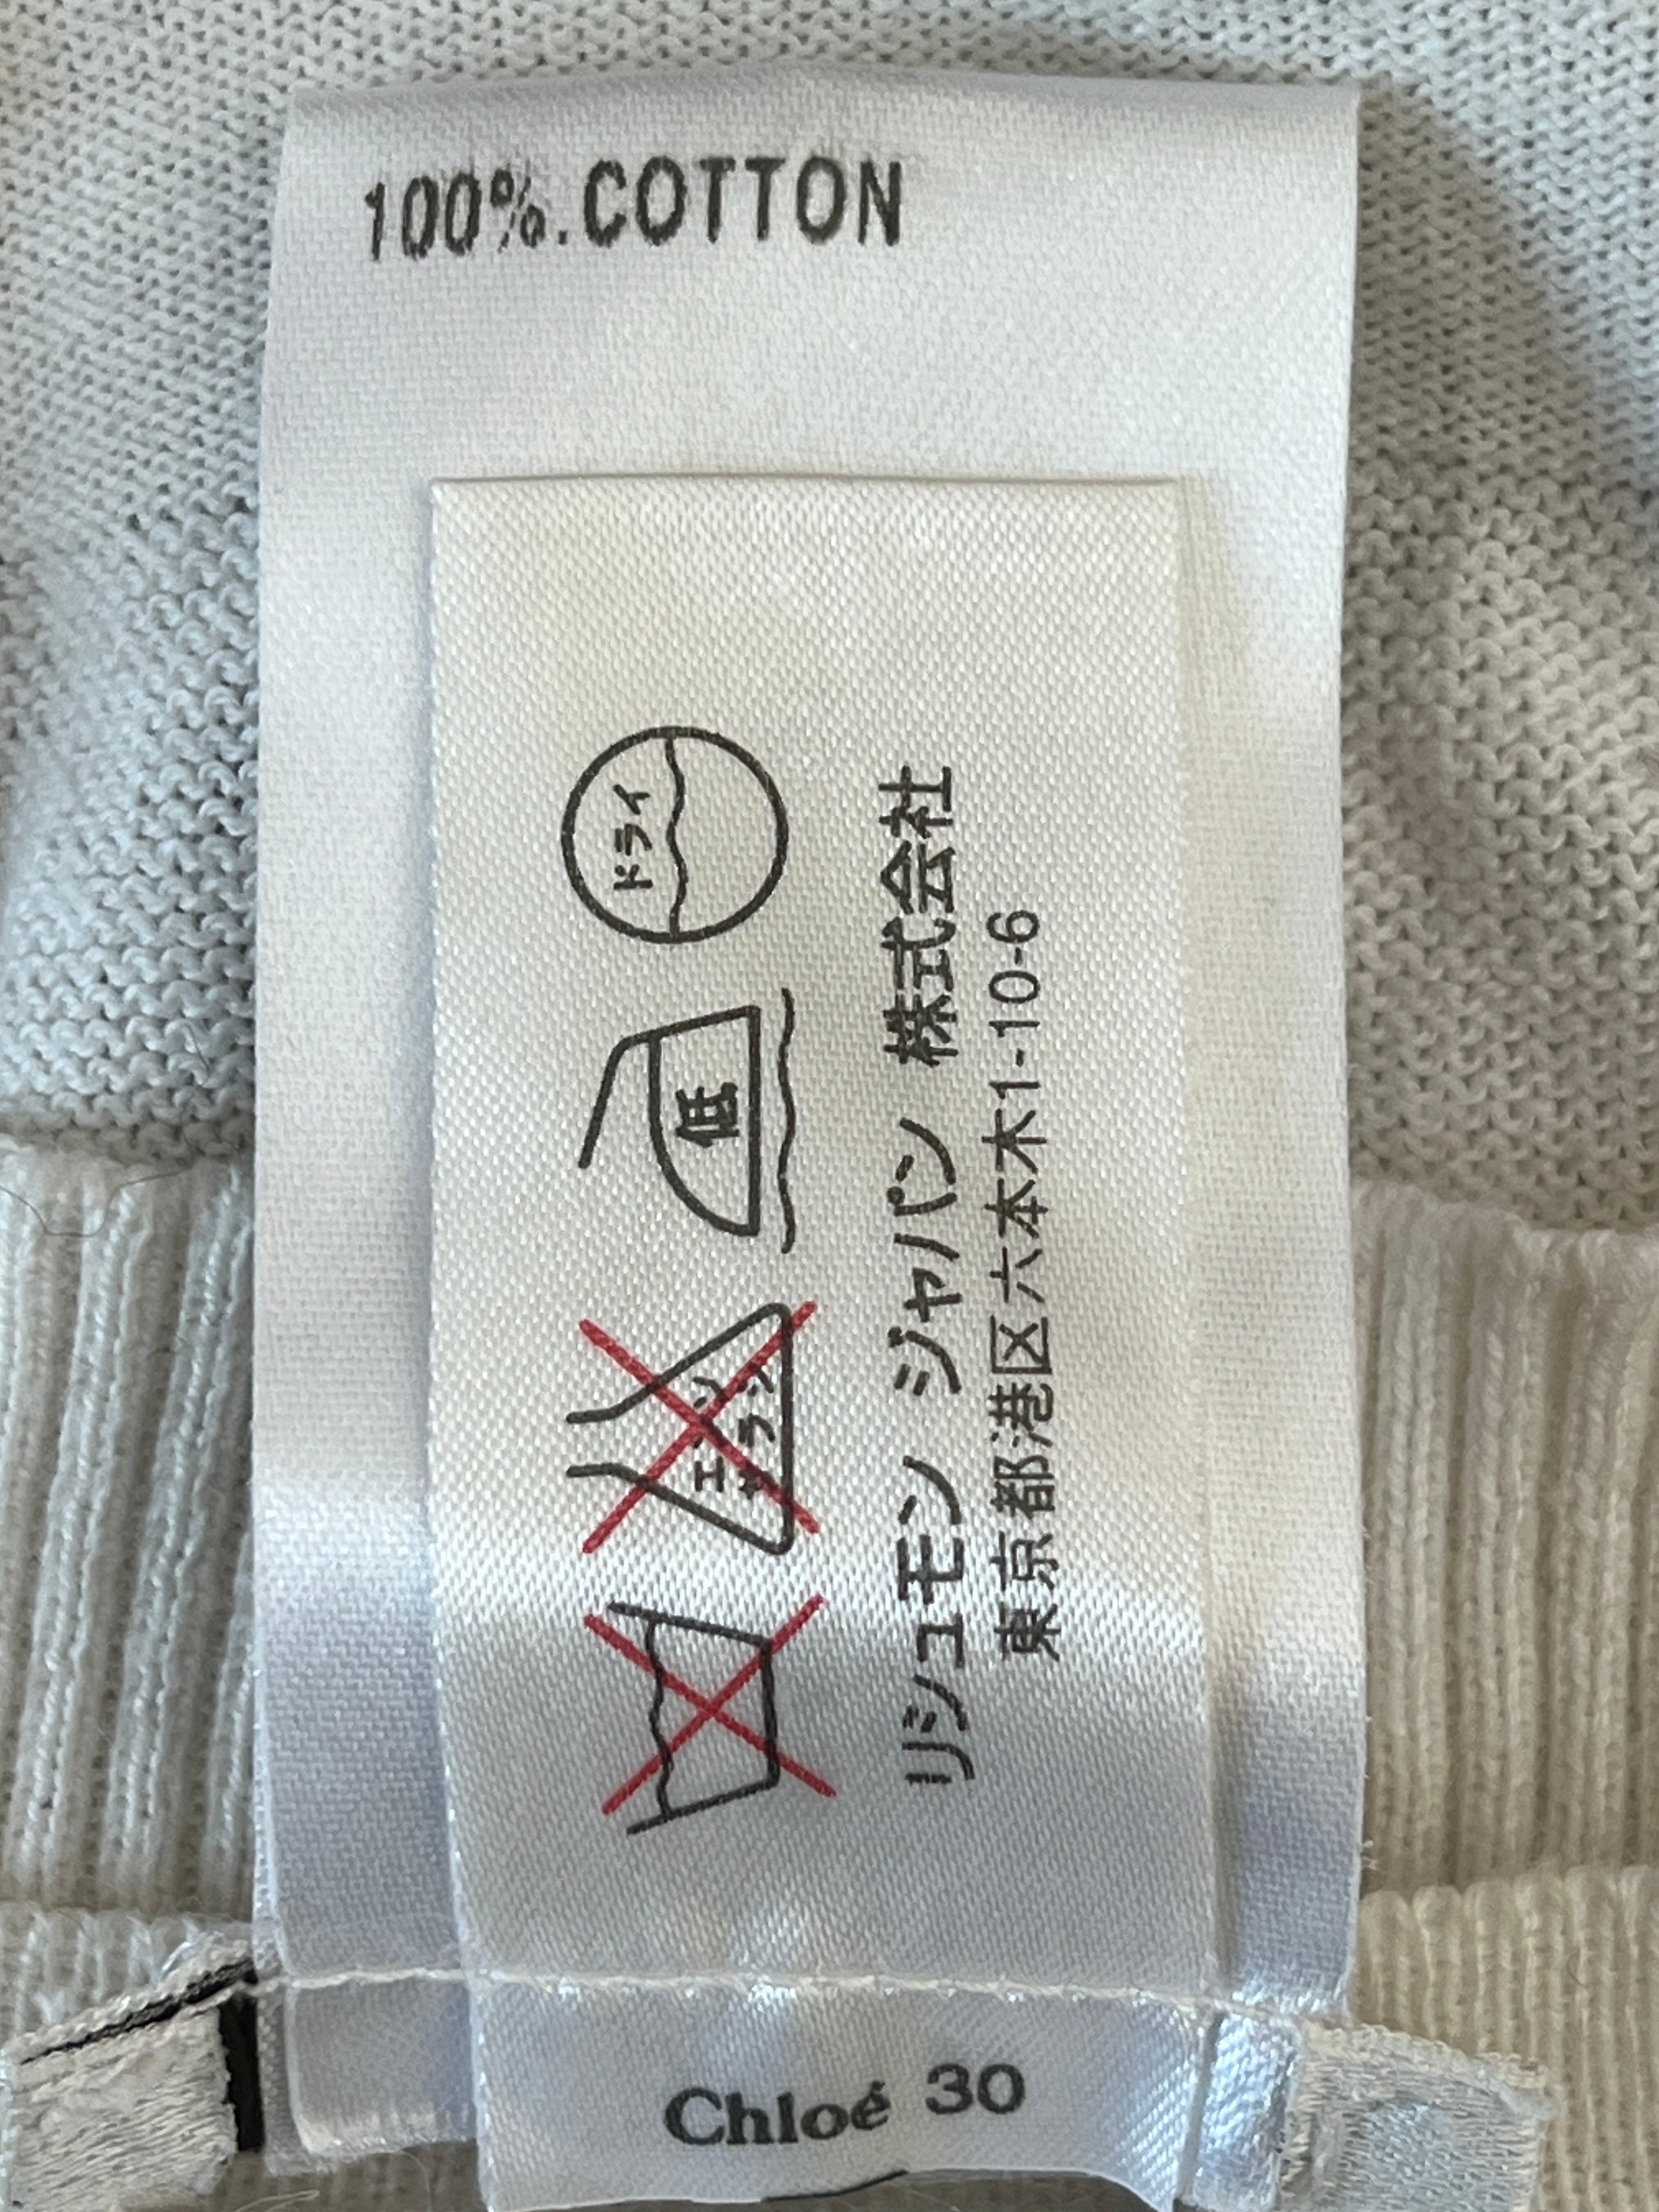 100%.COTTON
ドライ
低
エンソ
サラシ
リシュモン ジャパン 株式会社
東京都港区六本木1-10-6
Chloé 30